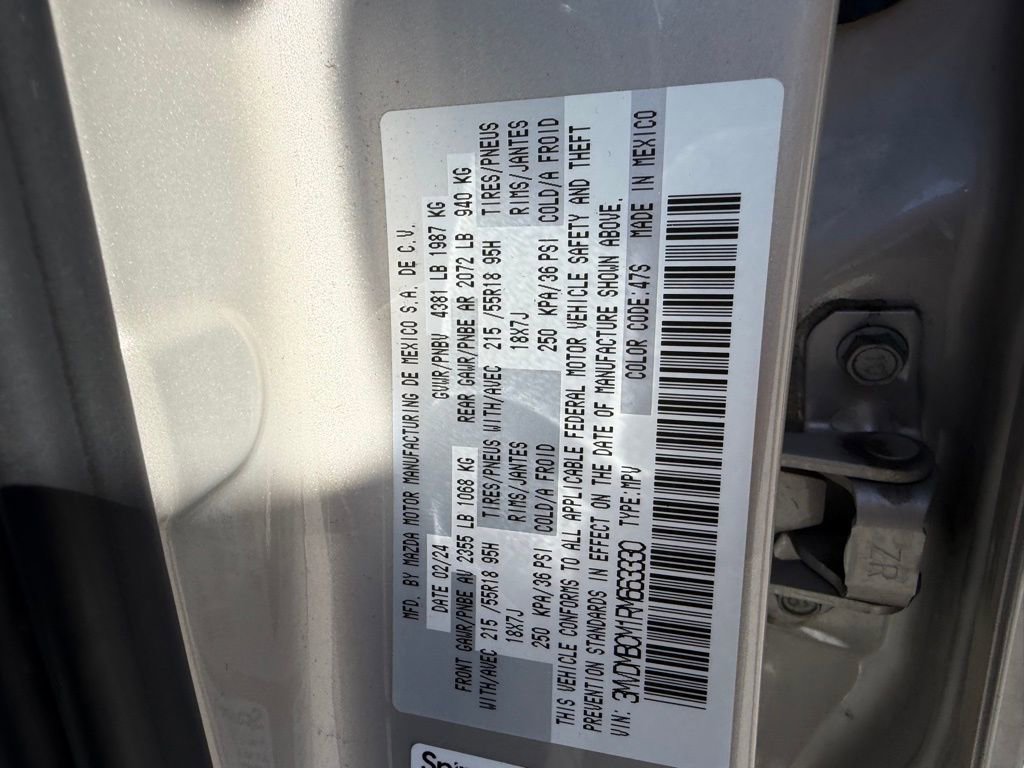 MFD. BY MAZDA MOTOR MANUFACTURING DE MEXICO S.A. DE C.V.
DATE 02/24 GVWR/PNBV 4381 LB 1987 KG
FRONT GAWR/PNBE AV 2355 LB 1068 KG REAR GAWR/PNBE AR 2072 LB 940 KG
WITH/AVEC 215 /55R18 95H TIRES/PNEUS WITH/AVEC 215 /55R18 95H TIRES/PNEUS
18X7J RIMS/JANTES 18X7J RIMS/JANTES
250 KPA/36 PSI COLD/A FROID 250 KPA/36 PSI COLD/A FROID
THIS VEHICLE CONFORMS TO ALL APPLICABLE FEDERAL MOTOR VEHICLE SAFETY AND THEFT
PREVENTION STANDARDS IN EFFECT ON THE DATE OF MANUFACTURE SHOWN ABOVE.
VIN: 3MVDMBCM1RM663330 TYPE:MPV COLOR CODE:47S MADE IN MEXICO
ZR